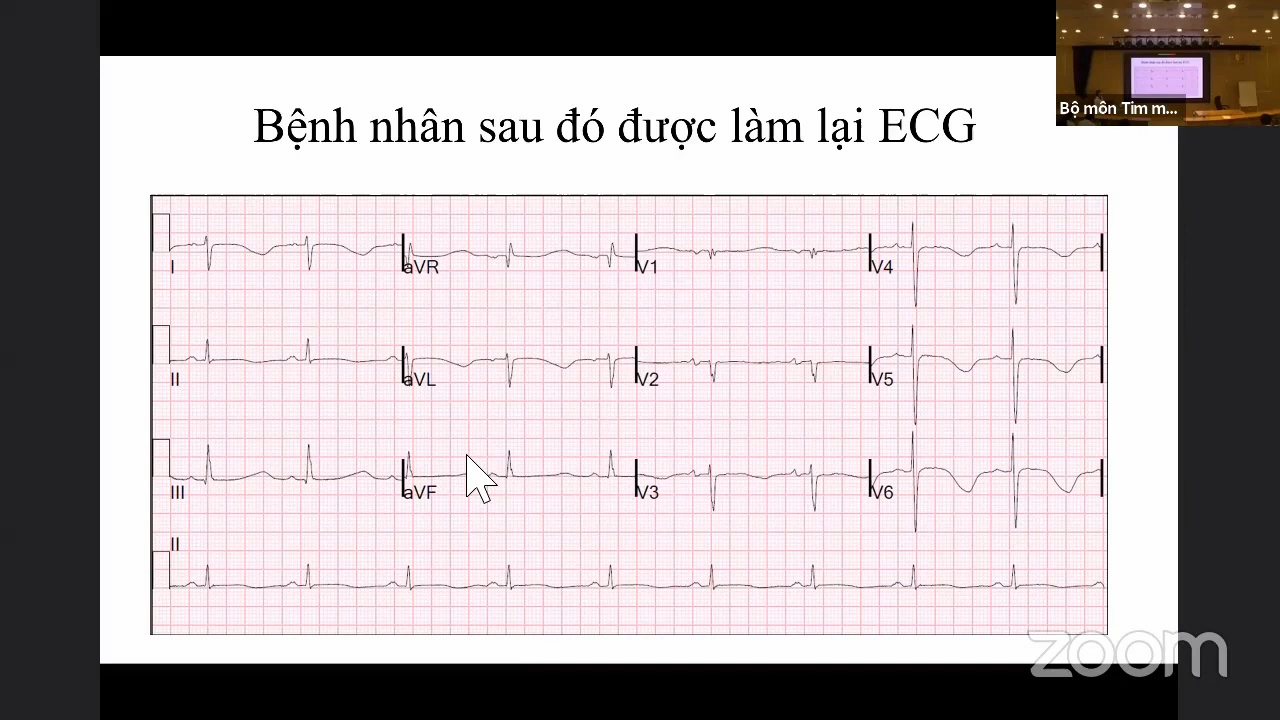 Bộ môn Tim m...
Bệnh nhân sau đó được làm lại ECG
I aVR V1 V4
II aVL V2 V5
III aVF V3 V6
II
zoom